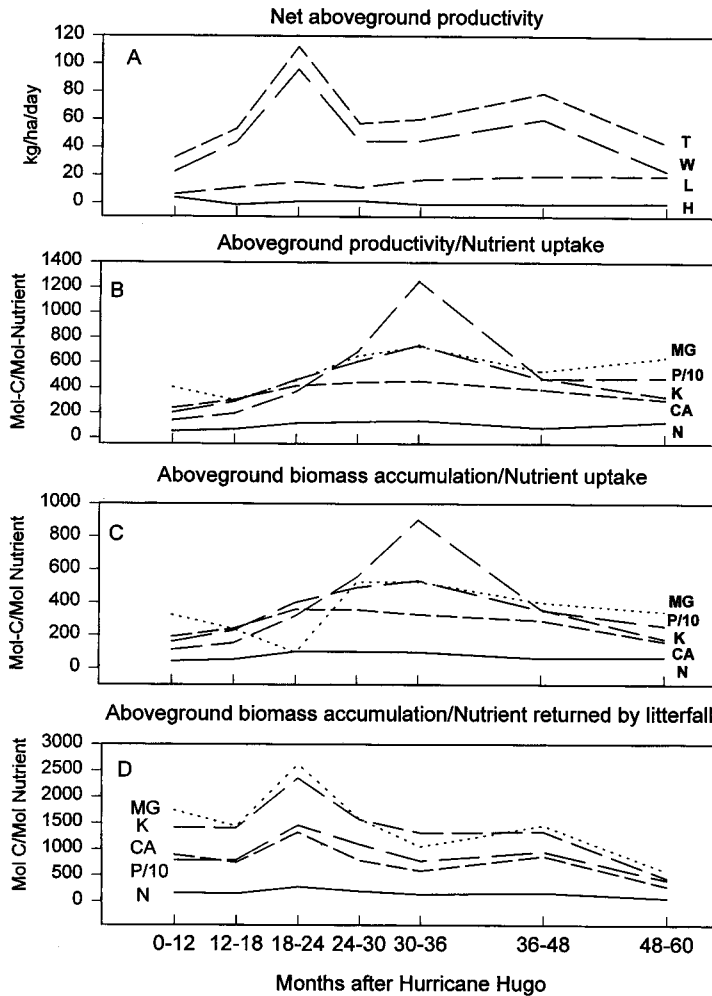 Net aboveground productivity
A
kg/ha/day
120
100
80
60
40
20
0
T
W
L
H
Aboveground productivity/Nutrient uptake
B
Mol-C/Mol-Nutrient
1400
1200
1000
800
600
400
200
0
MG
P/10
K
CA
N
Aboveground biomass accumulation/Nutrient uptake
C
Mol-C/Mol Nutrient
1000
800
600
400
200
0
MG
P/10
K
CA
N
Aboveground biomass accumulation/Nutrient returned by litterfall
D
Mol C/Mol Nutrient
3000
2500
2000
1500
1000
500
0
MG
K
CA
P/10
N
0-12 12-18 18-24 24-30 30-36 36-48 48-60
Months after Hurricane Hugo